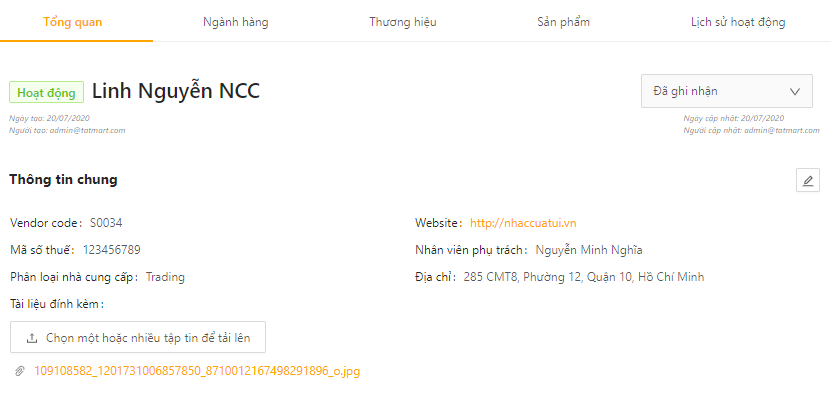 Tổng quan
Ngành hàng
Thương hiệu
Sản phẩm
Lịch sử hoạt động
Hoạt động Linh Nguyễn NCC
Đã ghi nhận
Ngày tạo: 20/07/2020
Người tạo: admin@tatmart.com
Ngày cập nhật: 20/07/2020
Người cập nhật: admin@tatmart.com
Thông tin chung
Vendor code: S0034
Website: http://nhaccuatui.vn
Mã số thuế: 123456789
Nhân viên phụ trách: Nguyễn Minh Nghĩa
Phân loại nhà cung cấp: Trading
Địa chỉ: 285 CMT8, Phường 12, Quận 10, Hồ Chí Minh
Tài liệu đính kèm:
Chọn một hoặc nhiều tập tin để tải lên
109108582_1201731006857850_8710012167498291896_o.jpg